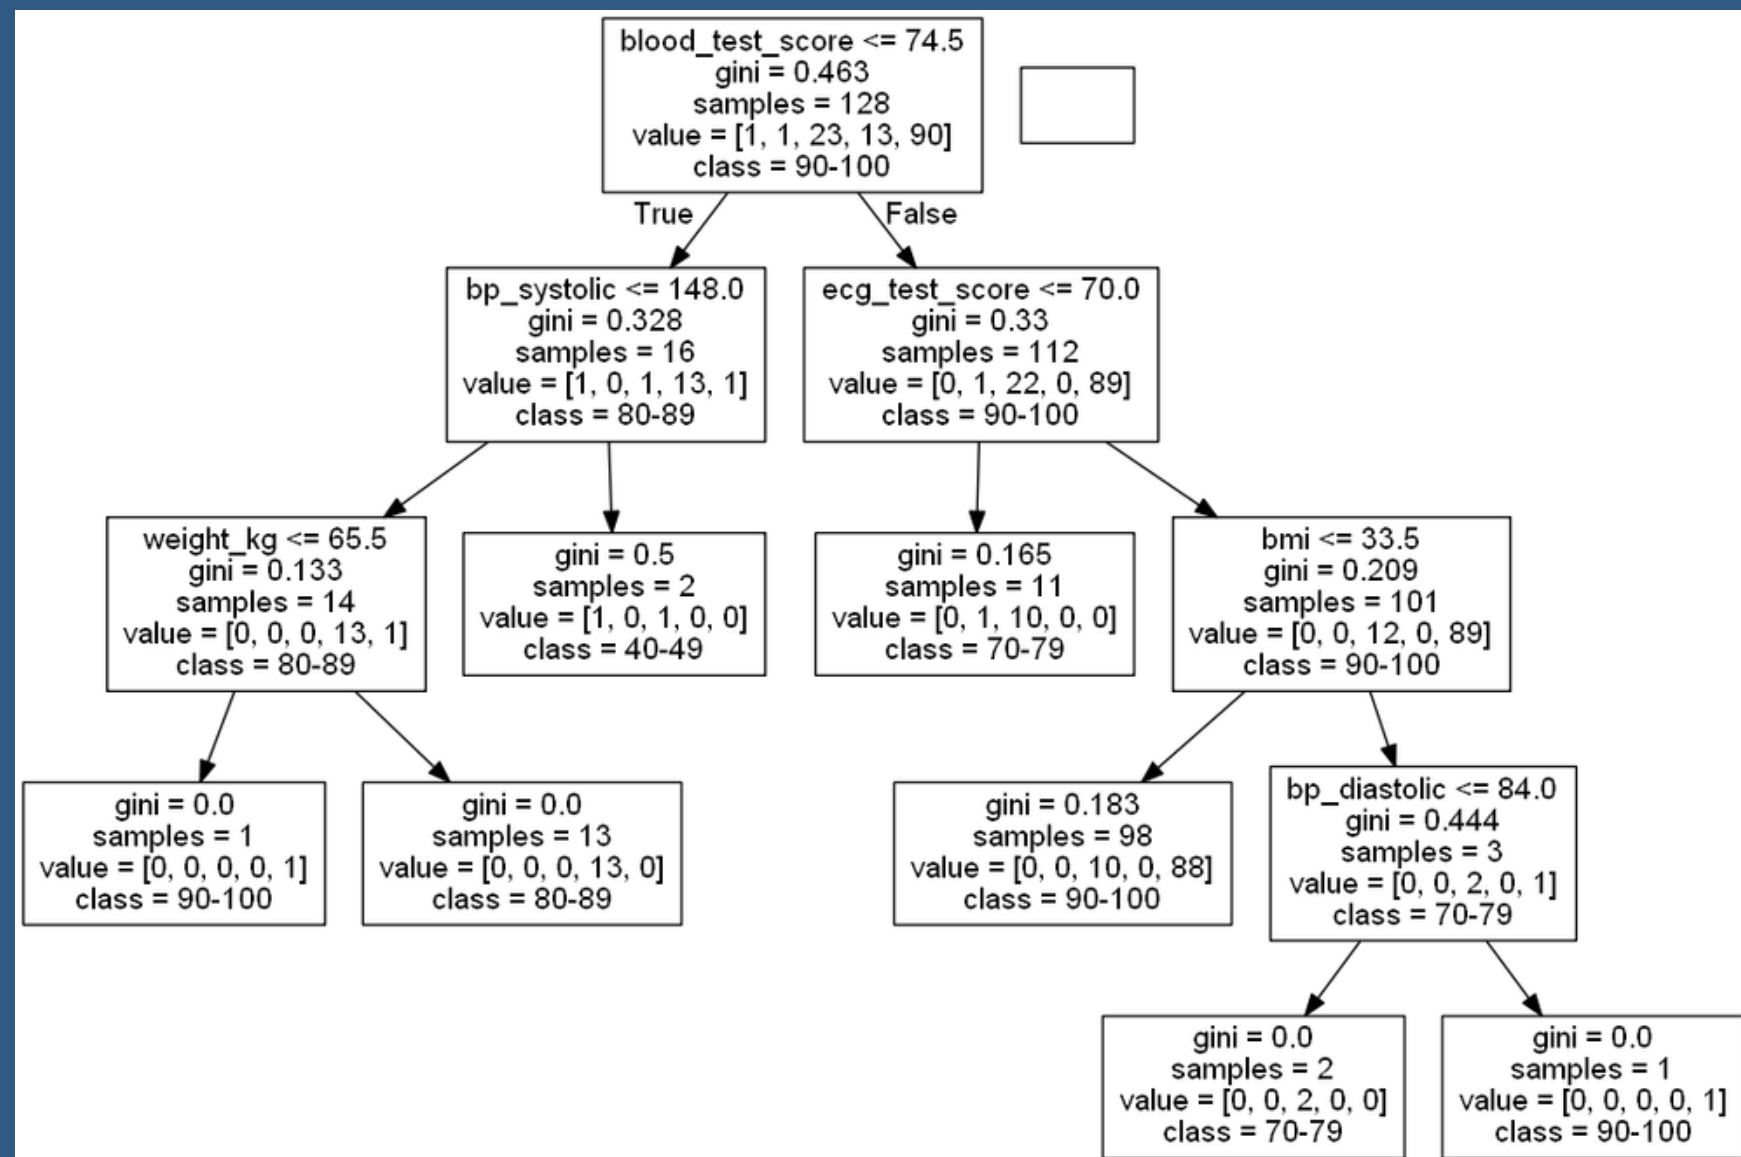 blood_test_score <= 74.5
gini = 0.463
samples = 128
value = [1, 1, 23, 13, 90]
class = 90-100
True
False
bp_systolic <= 148.0
gini = 0.328
samples = 16
value = [1, 0, 1, 13, 1]
class = 80-89
ecg_test_score <= 70.0
gini = 0.33
samples = 112
value = [0, 1, 22, 0, 89]
class = 90-100
weight_kg <= 65.5
gini = 0.133
samples = 14
value = [0, 0, 0, 13, 1]
class = 80-89
gini = 0.5
samples = 2
value = [1, 0, 1, 0, 0]
class = 40-49
gini = 0.165
samples = 11
value = [0, 1, 10, 0, 0]
class = 70-79
bmi <= 33.5
gini = 0.209
samples = 101
value = [0, 0, 12, 0, 89]
class = 90-100
gini = 0.0
samples = 1
value = [0, 0, 0, 0, 1]
class = 90-100
gini = 0.0
samples = 13
value = [0, 0, 0, 13, 0]
class = 80-89
gini = 0.183
samples = 98
value = [0, 0, 10, 0, 88]
class = 90-100
bp_diastolic <= 84.0
gini = 0.444
samples = 3
value = [0, 0, 2, 0, 1]
class = 70-79
gini = 0.0
samples = 2
value = [0, 0, 2, 0, 0]
class = 70-79
gini = 0.0
samples = 1
value = [0, 0, 0, 0, 1]
class = 90-100